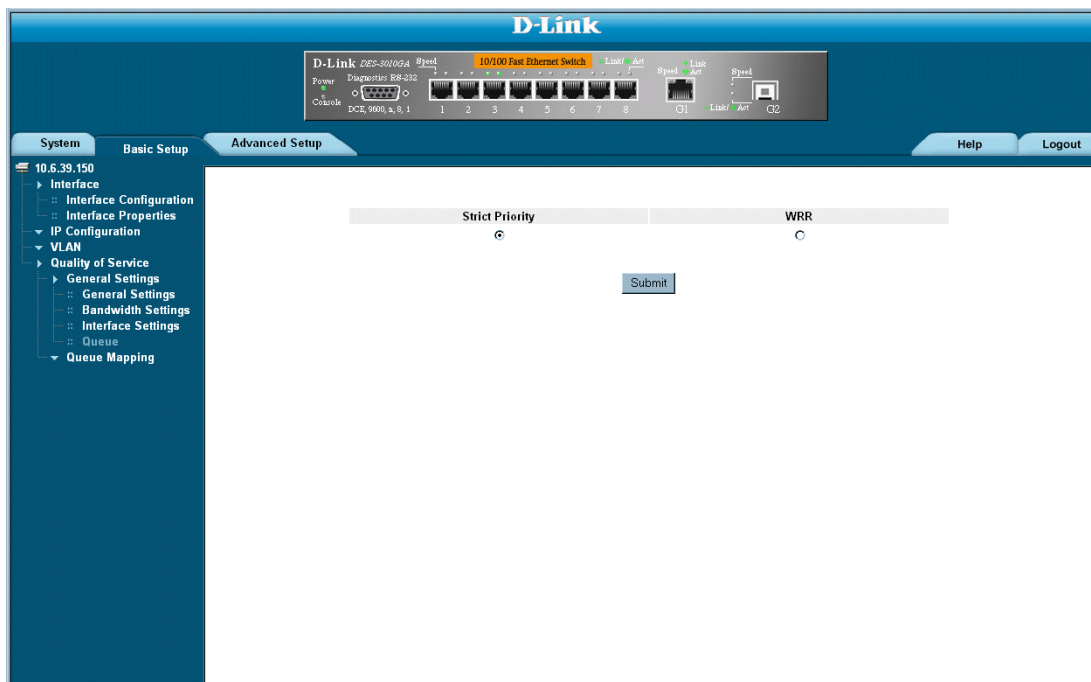 D-Link
D-Link DES-3010GA Speed 10/100 Fast Ethernet Switch Link/ Act
Power Diagnostics RS-232
Console DCE, 9600, n, 8, 1
1 2 3 4 5 6 7 8
Link
Speed Act Speed
G1 Link/ Act G2
System Basic Setup Advanced Setup Help Logout
10.6.39.150
Interface
Interface Configuration
Interface Properties
IP Configuration
VLAN
Quality of Service
General Settings
General Settings
Bandwidth Settings
Interface Settings
Queue
Queue Mapping
Strict Priority WRR
Submit